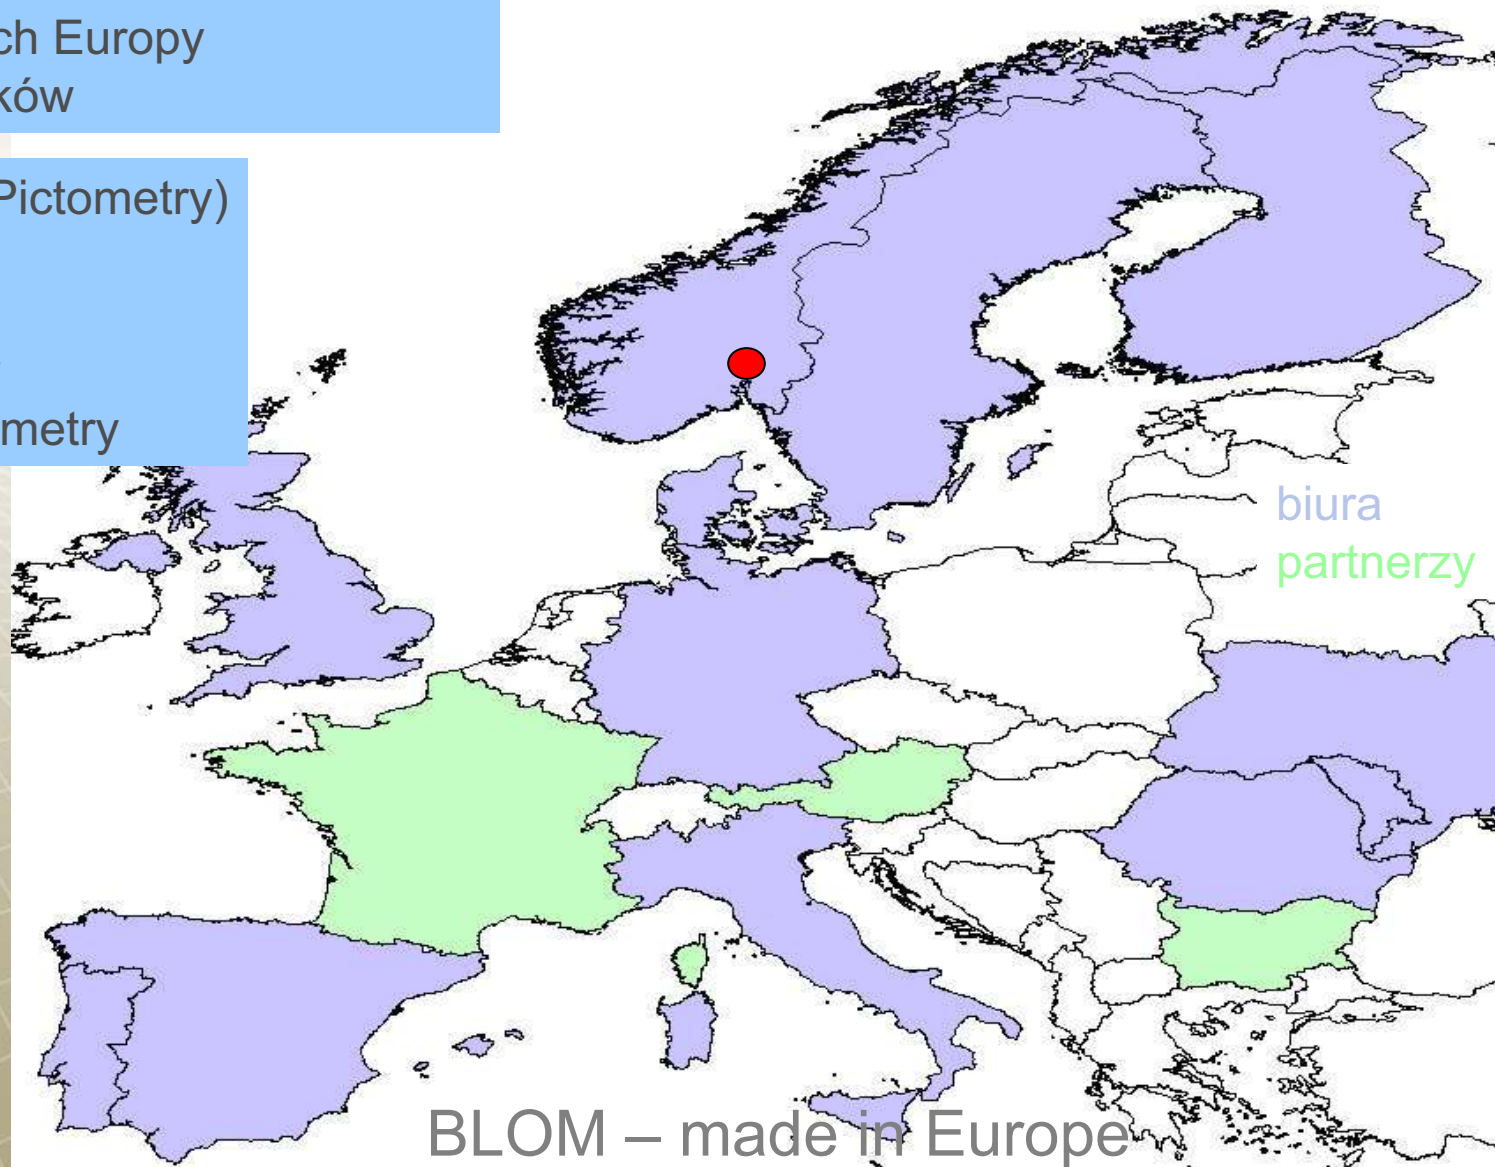 ch Europy
ków
Pictometry)
metry
biura
partnerzy
BLOM – made in Europe